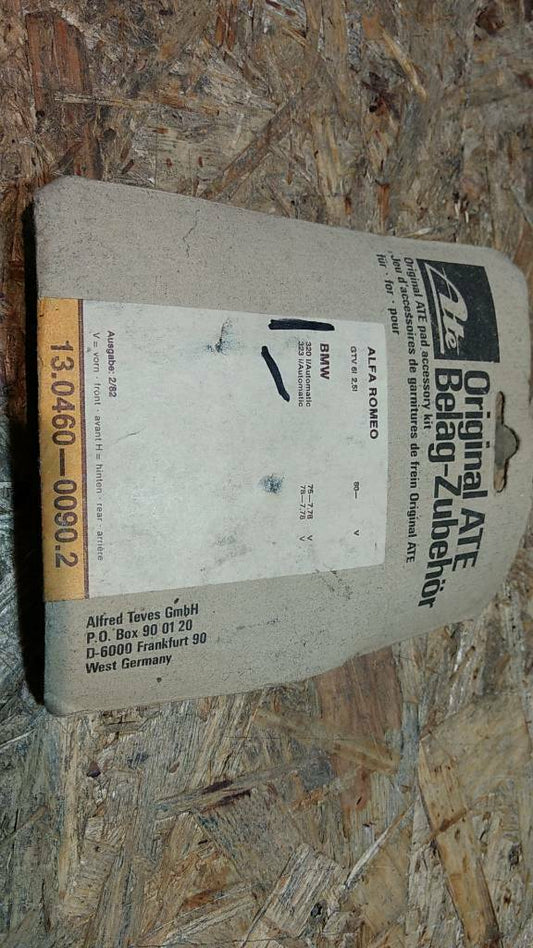 Ate
Original ATE
Belag-Zubehör
Original ATE pad accessory kit
Jeu d'accessoires de garnitures de frein Original ATE
für · for · pour
ALFA ROMEO
GTV 6/ 2,5i 80— V
BMW
320 i/Automatic 75—7.78 V
323 i/Automatic 78—7.78 V
Ausgabe: 2/82
V = vorn · front · avant H = hinten · rear · arrière
13.0460—0090.2
Alfred Teves GmbH
P.O. Box 90 01 20
D-6000 Frankfurt 90
West Germany